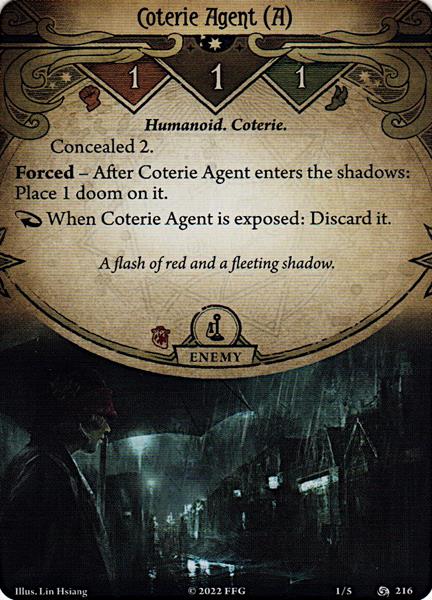 Coterie Agent (A)
1 1 1
Humanoid. Coterie.
Concealed 2.
Forced – After Coterie Agent enters the shadows:
Place 1 doom on it.
When Coterie Agent is exposed: Discard it.
A flash of red and a fleeting shadow.
ENEMY
Illus. Lin Hsiang © 2022 FFG 1/5 216